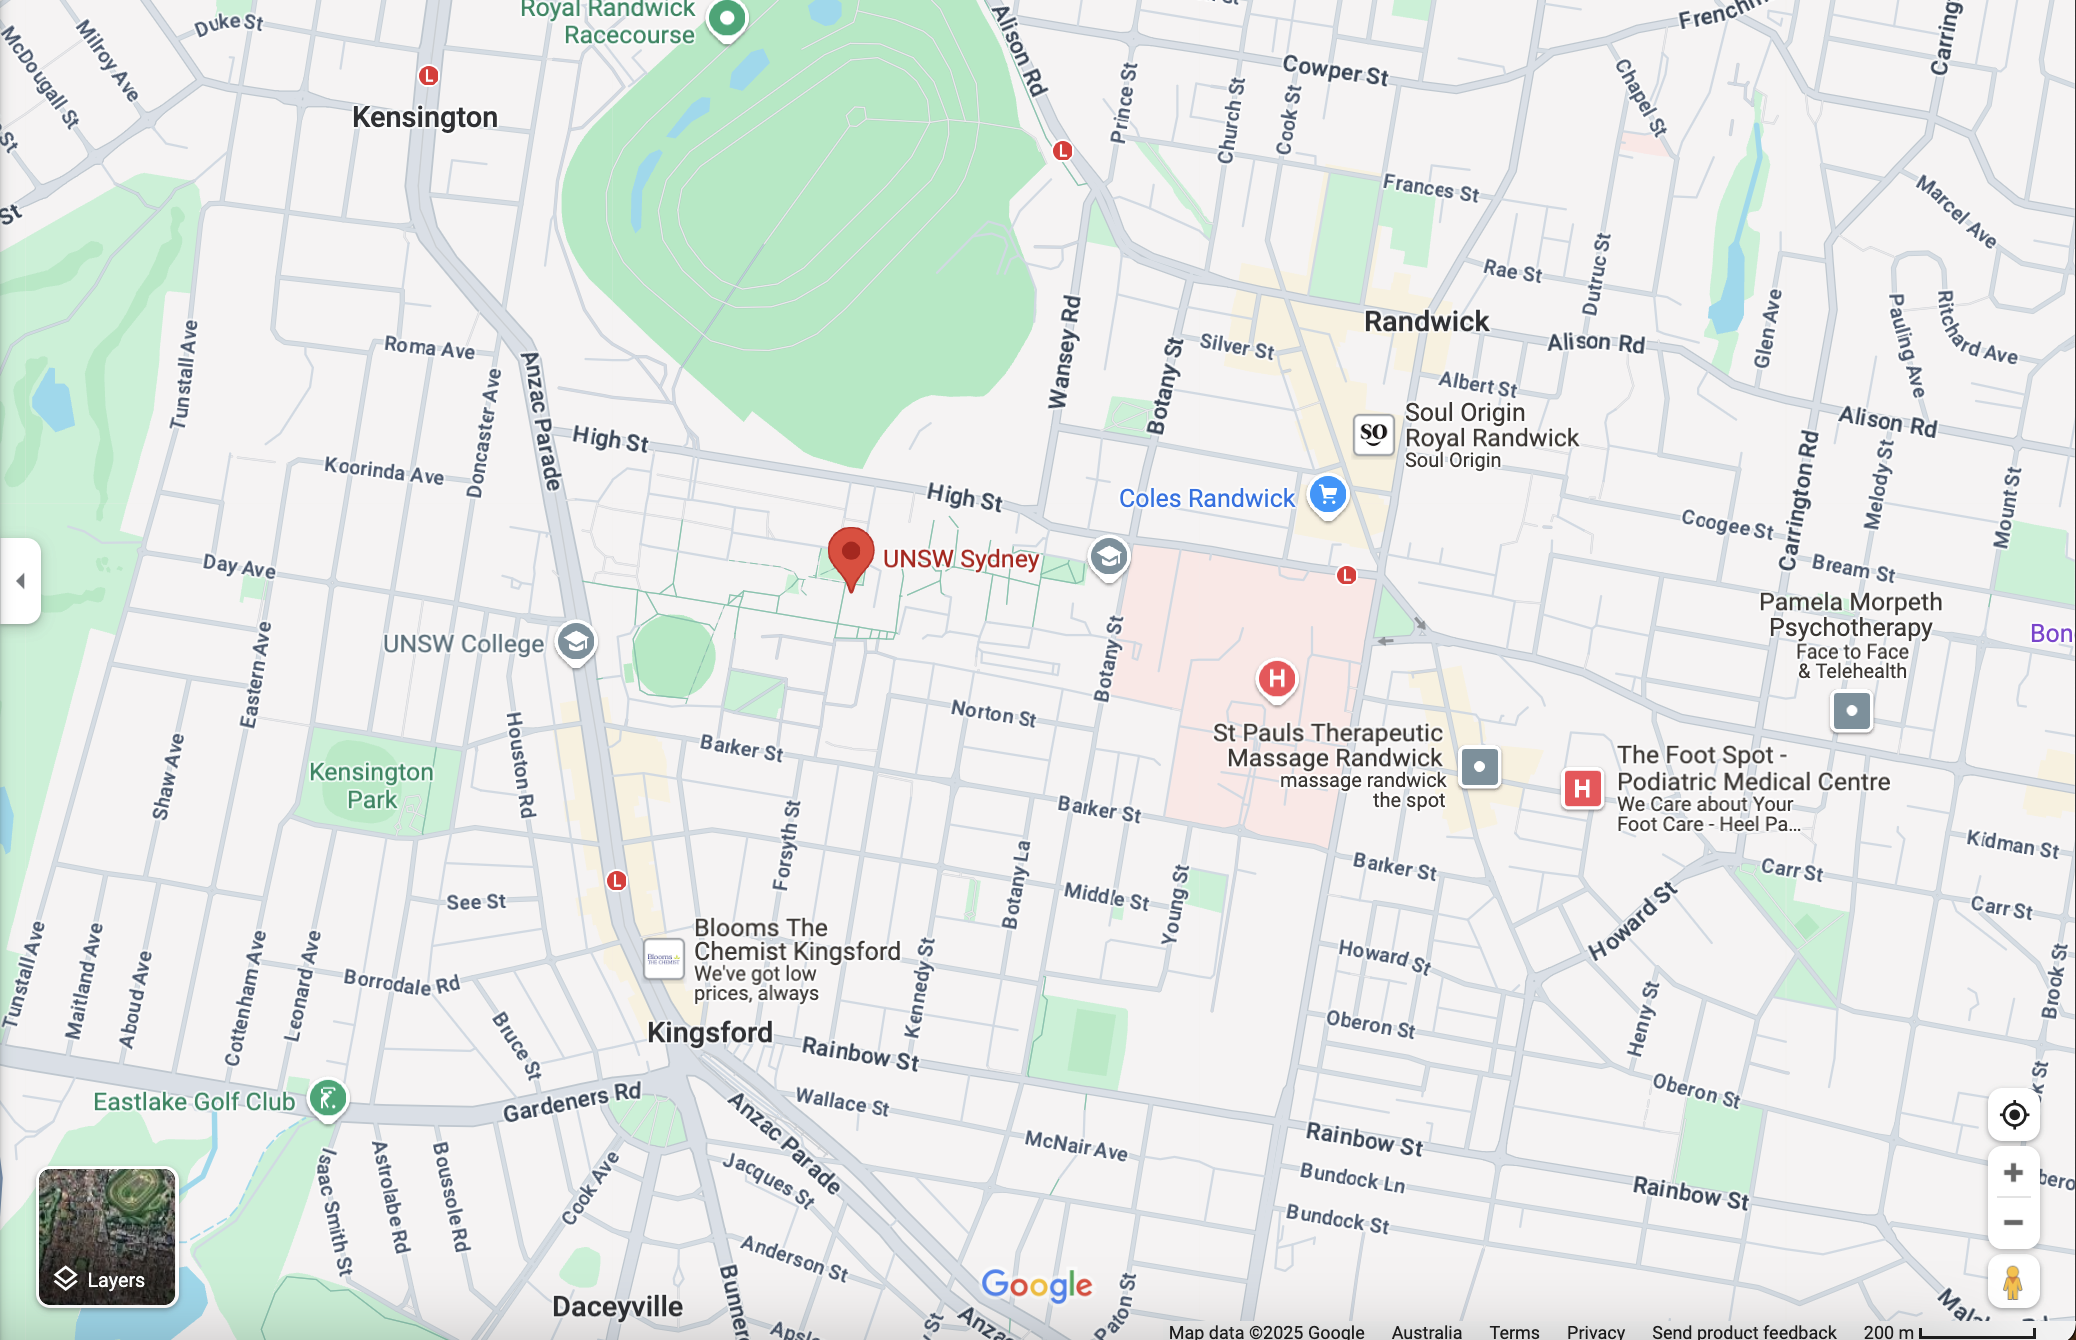 Royal Randwick
Racecourse
Duke St
Milroy Ave
McDougall St
St
Kensington
Alison Rd
Prince St
Church St
Cook St
Cowper St
Chapel St
Frances St
Marcel Ave
St
Rae St
Dutruc St
Glen Ave
Pauling Ave
Ritchard Ave
Wansey Rd
Botany St
Silver St
Randwick
Alison Rd
Albert St
Tunstall Ave
Roma Ave
Doncaster Ave
Anzac Parade
High St
Koorinda Ave
Soul Origin
Royal Randwick
Soul Origin
SO
Alison Rd
Carrington Rd
Melody St
Mount St
High St
Coles Randwick
Coogee St
Bream St
UNSW Sydney
Day Ave
UNSW College
Botany St
Pamela Morpeth
Psychotherapy
Face to Face
& Telehealth
Bon
Eastern Ave
Shaw Ave
Houston Rd
Norton St
Barker St
H
St Pauls Therapeutic
Massage Randwick
massage randwick
the spot
H
The Foot Spot -
Podiatric Medical Centre
We Care about Your
Foot Care - Heel Pa...
Kensington
Park
Barker St
Barker St
Forsyth St
Botany La
Middle St
Young St
Kidman St
Carr St
Carr St
Howard St
Howard St
See St
L
L
L
L
Blooms The
Chemist Kingsford
We've got low
prices, always
Blooms
THE CHEMIST
Tunstall Ave
Maitland Ave
Aboud Ave
Cottenham Ave
Leonard Ave
Borrodale Rd
Bruce St
Kennedy St
Kingsford
Rainbow St
Oberon St
Henry St
Brook St
Oberon St
Eastlake Golf Club
Gardeners Rd
Wallace St
Anzac Parade
McNair Ave
Rainbow St
Bundock Ln
Bundock St
Rainbow St
Isaac Smith St
Astrolabe Rd
Boussole Rd
Cook Ave
Jacques St
Anderson St
Daceyville
Paton St
Layers
Google
Map data ©2025 Google
Australia
Terms
Privacy
Send product feedback
200 m